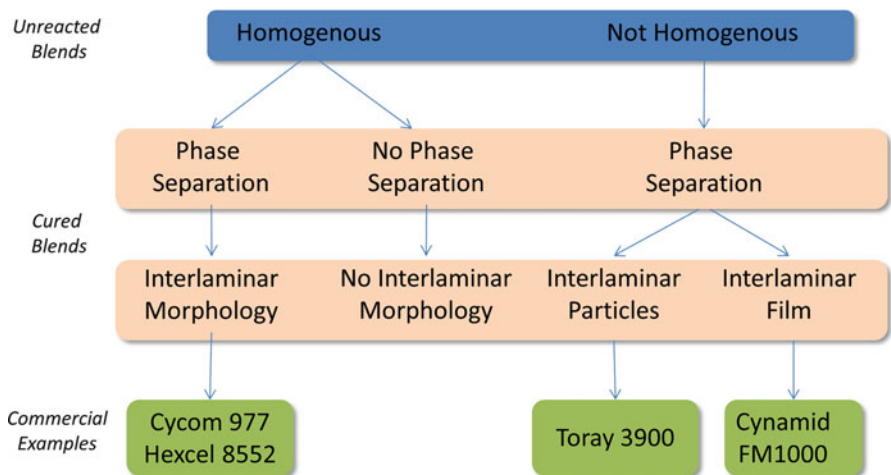 Unreacted
Blends
Homogenous
Not Homogenous
Phase
Separation
No Phase
Separation
Phase
Separation
Cured
Blends
Interlaminar
Morphology
No Interlaminar
Morphology
Interlaminar
Particles
Interlaminar
Film
Commercial
Examples
Cycom 977
Hexcel 8552
Toray 3900
Cynamid
FM1000